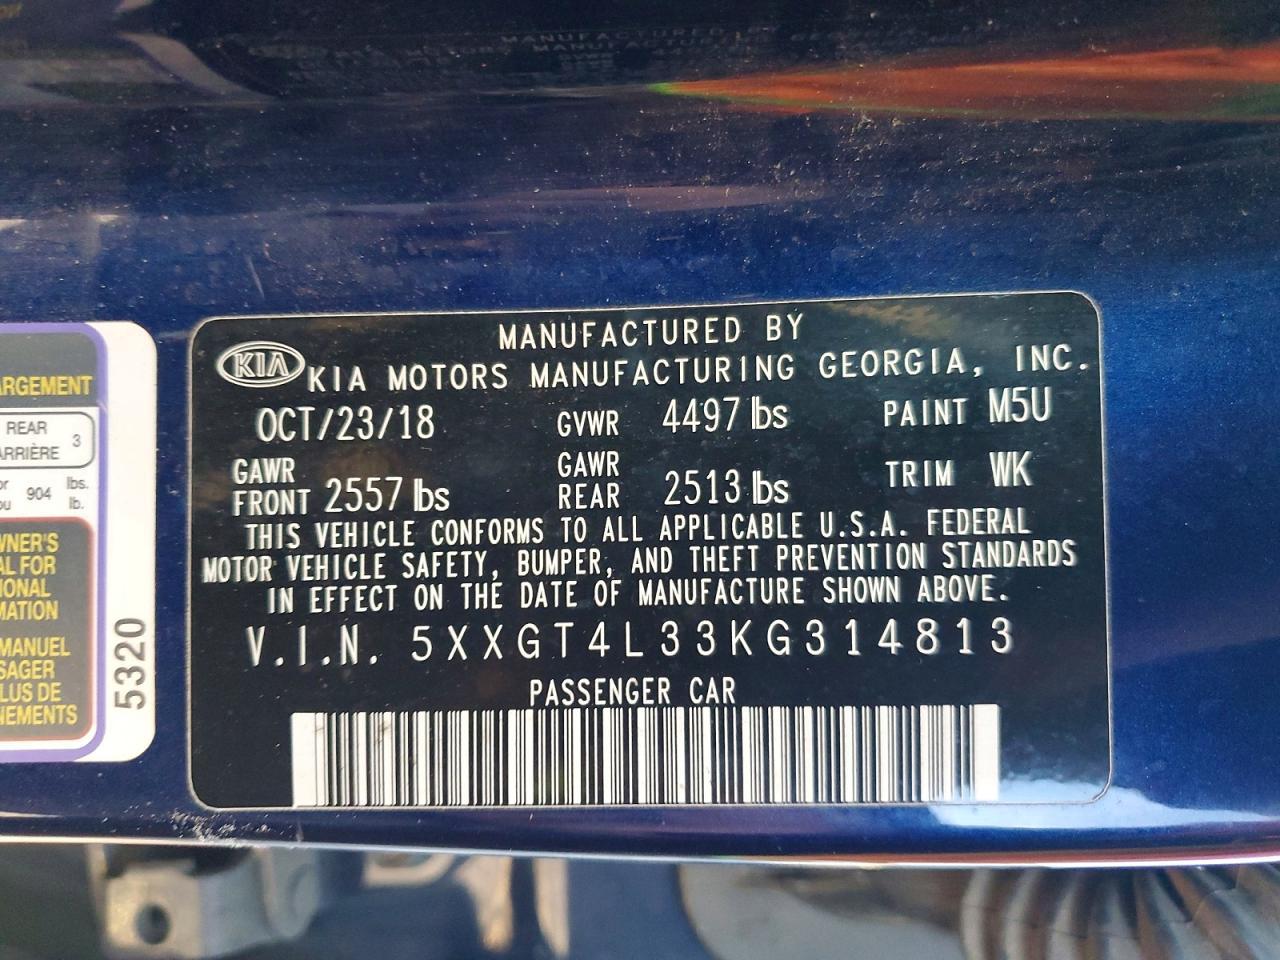 MANUFACTURED BY
KIA KIA MOTORS MANUFACTURING GEORGIA, INC.
OCT/23/18 GVWR 4497 lbs PAINT M5U
GAWR FRONT 2557 lbs GAWR REAR 2513 lbs TRIM WK
THIS VEHICLE CONFORMS TO ALL APPLICABLE U.S.A. FEDERAL
MOTOR VEHICLE SAFETY, BUMPER, AND THEFT PREVENTION STANDARDS
IN EFFECT ON THE DATE OF MANUFACTURE SHOWN ABOVE.
V.I.N. 5XXGT4L33KG314813
PASSENGER CAR
ARGEMENT
REAR
ARRIÈRE 3
or
ou 904 lbs.
lb.
WNER'S
AL FOR
IONAL
MATION
MANUEL
SAGER
LUS DE
NEMENTS
5320